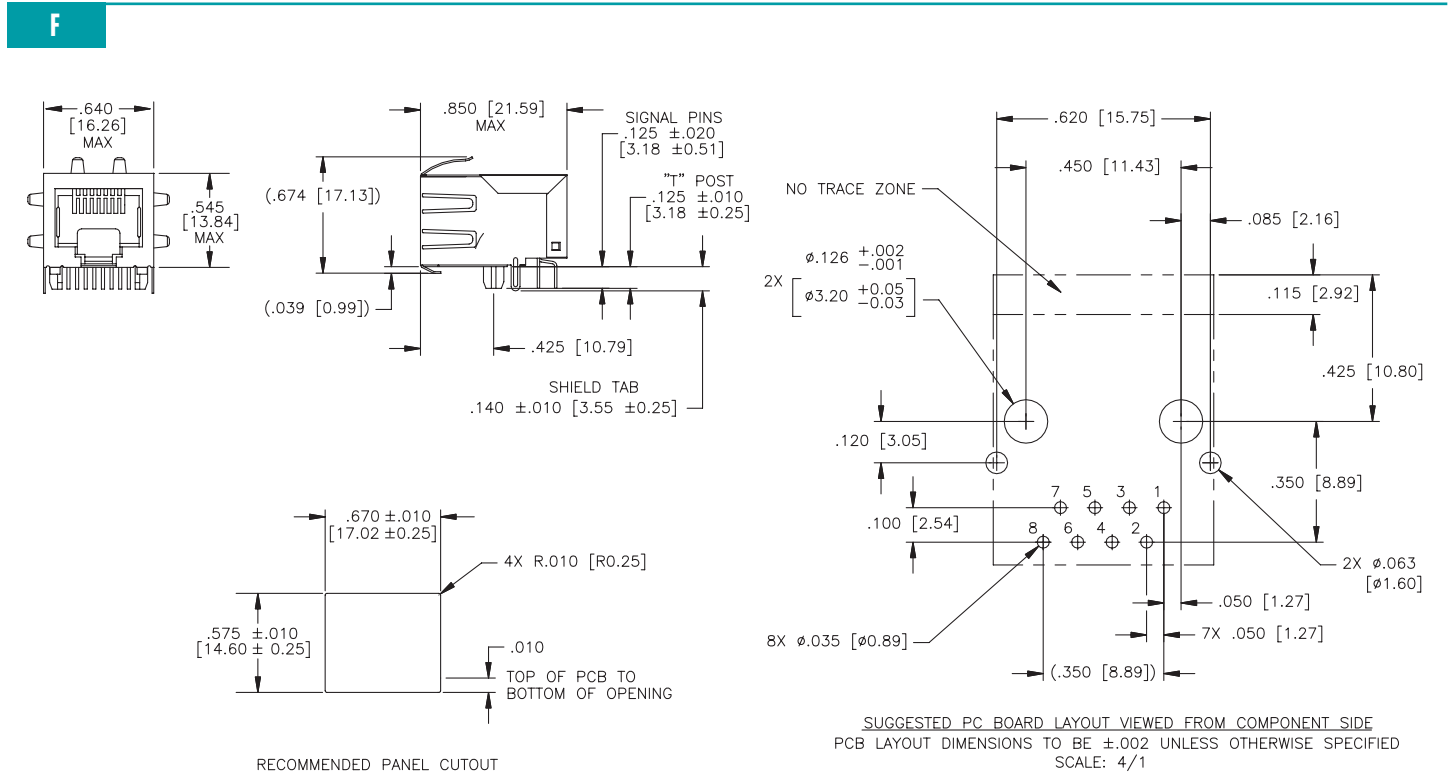 F
.640
[16.26]
MAX
.545
[13.84]
MAX
.850 [21.59]
MAX
(.674 [17.13])
(.039 [0.99])
SIGNAL PINS
.125 ±.020
[3.18 ±0.51]
"T" POST
.125 ±.010
[3.18 ±0.25]
.425 [10.79]
SHIELD TAB
.140 ±.010 [3.55 ±0.25]
.670 ±.010
[17.02 ±0.25]
4X R.010 [R0.25]
.575 ±.010
[14.60 ± 0.25]
.010
TOP OF PCB TO
BOTTOM OF OPENING
RECOMMENDED PANEL CUTOUT
.620 [15.75]
.450 [11.43]
NO TRACE ZONE
.085 [2.16]
2X ø.126 +.002 -.001
[ø3.20 +0.05 -0.03]
.115 [2.92]
.425 [10.80]
.120 [3.05]
.350 [8.89]
7 5 3 1
.100 [2.54]
8 6 4 2
2X ø.063
[ø1.60]
.050 [1.27]
8X ø.035 [ø0.89]
7X .050 [1.27]
(.350 [8.89])
SUGGESTED PC BOARD LAYOUT VIEWED FROM COMPONENT SIDE
PCB LAYOUT DIMENSIONS TO BE ±.002 UNLESS OTHERWISE SPECIFIED
SCALE: 4/1